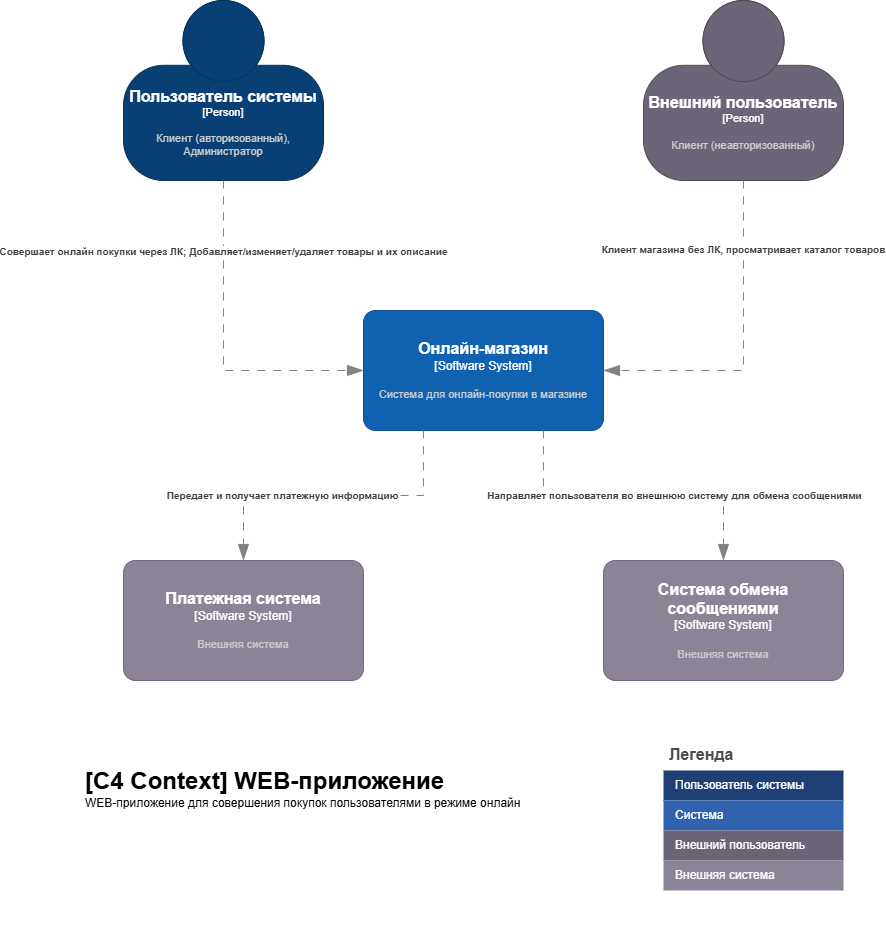 Пользователь системы
[Person]
Клиент (авторизованный),
Администратор
Внешний пользователь
[Person]
Клиент (неавторизованный)
Совершает онлайн покупки через ЛК; Добавляет/изменяет/удаляет товары и их описание
Клиент магазина без ЛК, просматривает каталог товаров
Онлайн-магазин
[Software System]
Система для онлайн-покупки в магазине
Передает и получает платежную информацию
Направляет пользователя во внешнюю систему для обмена сообщениями
Платежная система
[Software System]
Внешняя система
Система обмена
сообщениями
[Software System]
Внешняя система
[C4 Context] WEB-приложение
WEB-приложение для совершения покупок пользователями в режиме онлайн
Легенда
Пользователь системы
Система
Внешний пользователь
Внешняя система